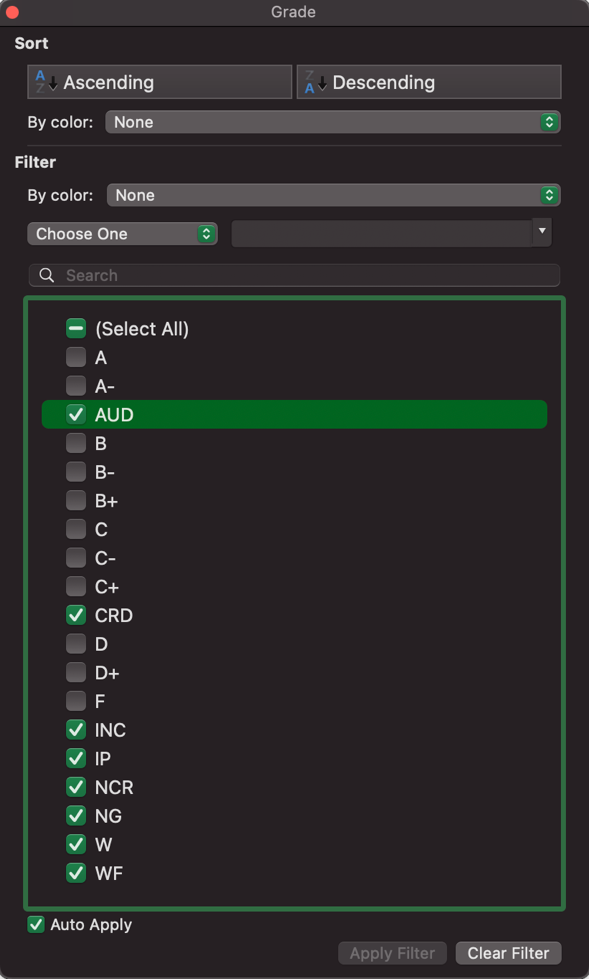 Grade
Sort
A
Z Ascending
Z
A Descending
By color: None
Filter
By color: None
Choose One
Search
(Select All)
A
A-
AUD
B
B-
B+
C
C-
C+
CRD
D
D+
F
INC
IP
NCR
NG
W
WF
Auto Apply
Apply Filter Clear Filter